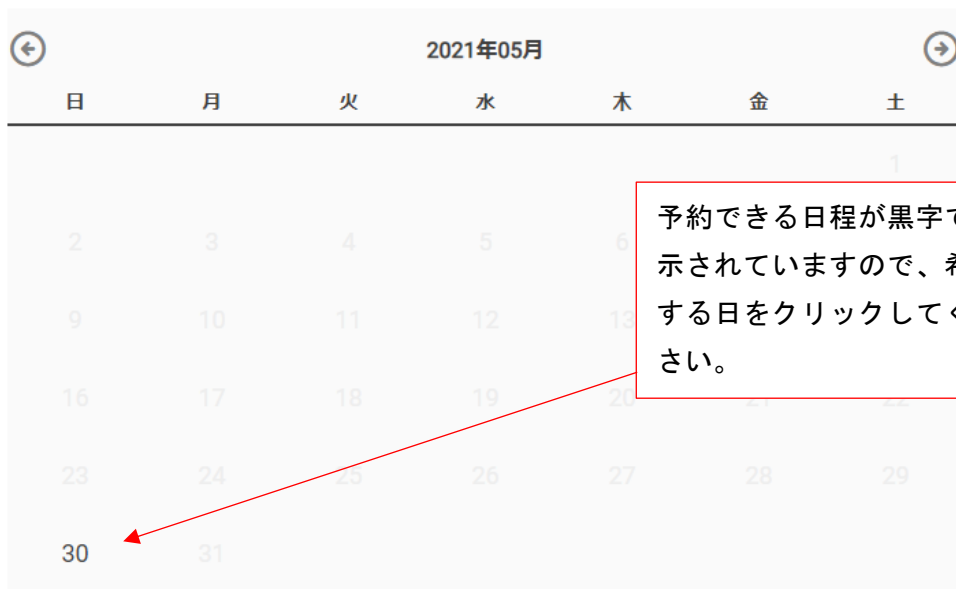 2021年05月
日 月 火 水 木 金 土
1
2 3 4 5 6
9 10 11 12 13
16 17 18 19 20 21 22
23 24 25 26 27 28 29
30 31
予約できる日程が黒字で
示されていますので、希
する日をクリックしてく
さい。